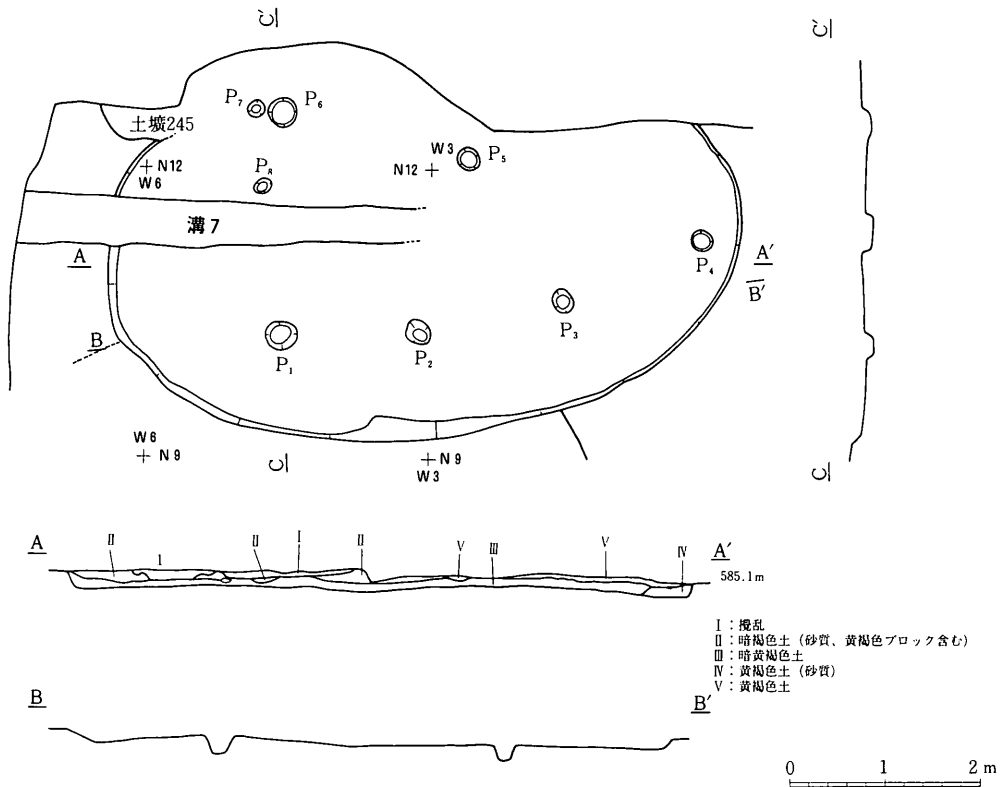 C′
C′
P₇
P₆
土壙245
N12
W6
P₈
W3
N12
P₅
溝7
A
A′
B′
P₄
P₃
B
P₁
P₂
W6
N9
C
N9
W3
C
A
Ⅱ
I
Ⅱ
Ⅰ
Ⅱ
Ⅴ
Ⅲ
Ⅴ
Ⅳ
A′
585.1m
Ⅰ：攪乱
Ⅱ：暗褐色土（砂質、黄褐色ブロック含む）
Ⅲ：暗黄褐色土
Ⅳ：黄褐色土（砂質）
Ⅴ：黄褐色土
B
B′
0 1 2 m